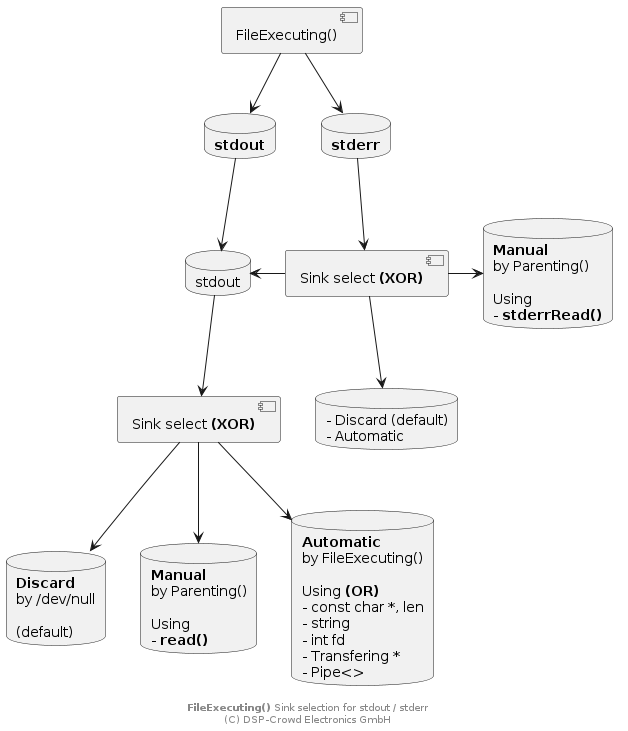 FileExecuting()
stdout
stderr
Manual
by Parenting()
Using
- stderrRead()
stdout
Sink select (XOR)
- Discard (default)
- Automatic
Sink select (XOR)
Discard
by /dev/null
(default)
Manual
by Parenting()
Using
- read()
Automatic
by FileExecuting()
Using (OR)
- const char *, len
- string
- int fd
- Transfering *
- Pipe<>
FileExecuting() Sink selection for stdout / stderr
(C) DSP-Crowd Electronics GmbH